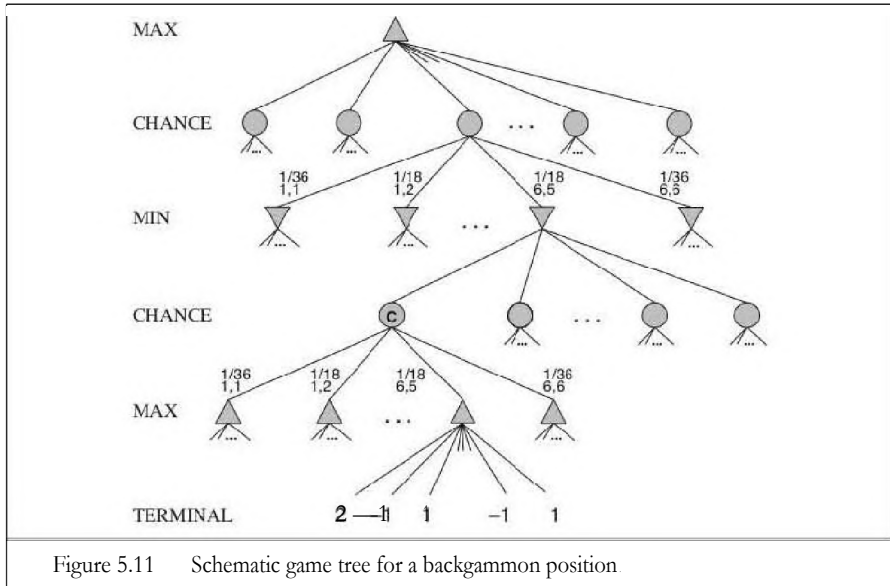 MAX
CHANCE
...
... ... ... ... ...
1/36 1/18 1/18 1/36
1,1 1,2 6,5 6,6
MIN
...
... ... ... ...
CHANCE
C ...
... ... ...
1/36 1/18 1/18 1/36
1,1 1,2 6,5 6,6
MAX
...
... ... ...
TERMINAL 2 —-1 1 -1 1
Figure 5.11 Schematic game tree for a backgammon position